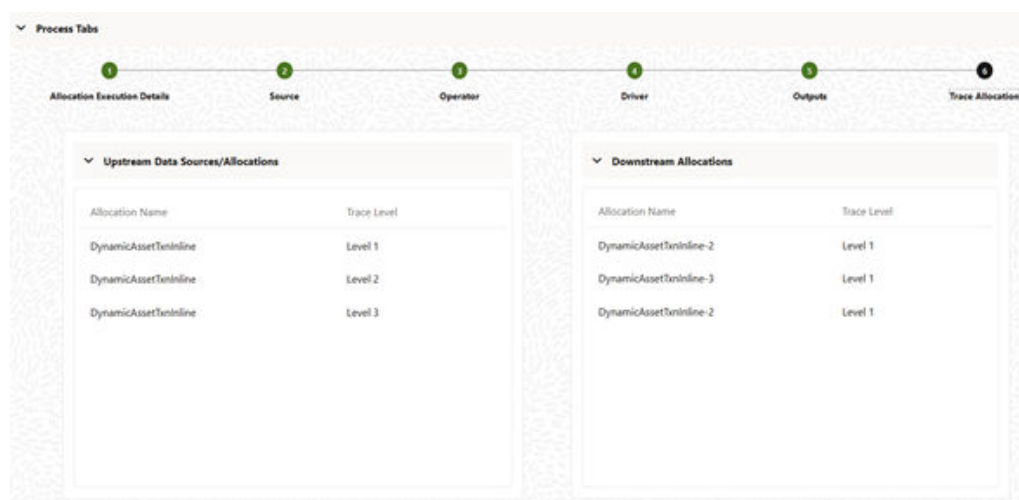 Process Tabs
1 2 3 4 5 6
Allocation Execution Details Source Operator Driver Outputs Trace Allocation
Upstream Data Sources/Allocations
Allocation Name Trace Level
DynamicAssetTxnInline Level 1
DynamicAssetTxnInline Level 2
DynamicAssetTxnInline Level 3
Downstream Allocations
Allocation Name Trace Level
DynamicAssetTxnInline-2 Level 1
DynamicAssetTxnInline-3 Level 1
DynamicAssetTxnInline-2 Level 1